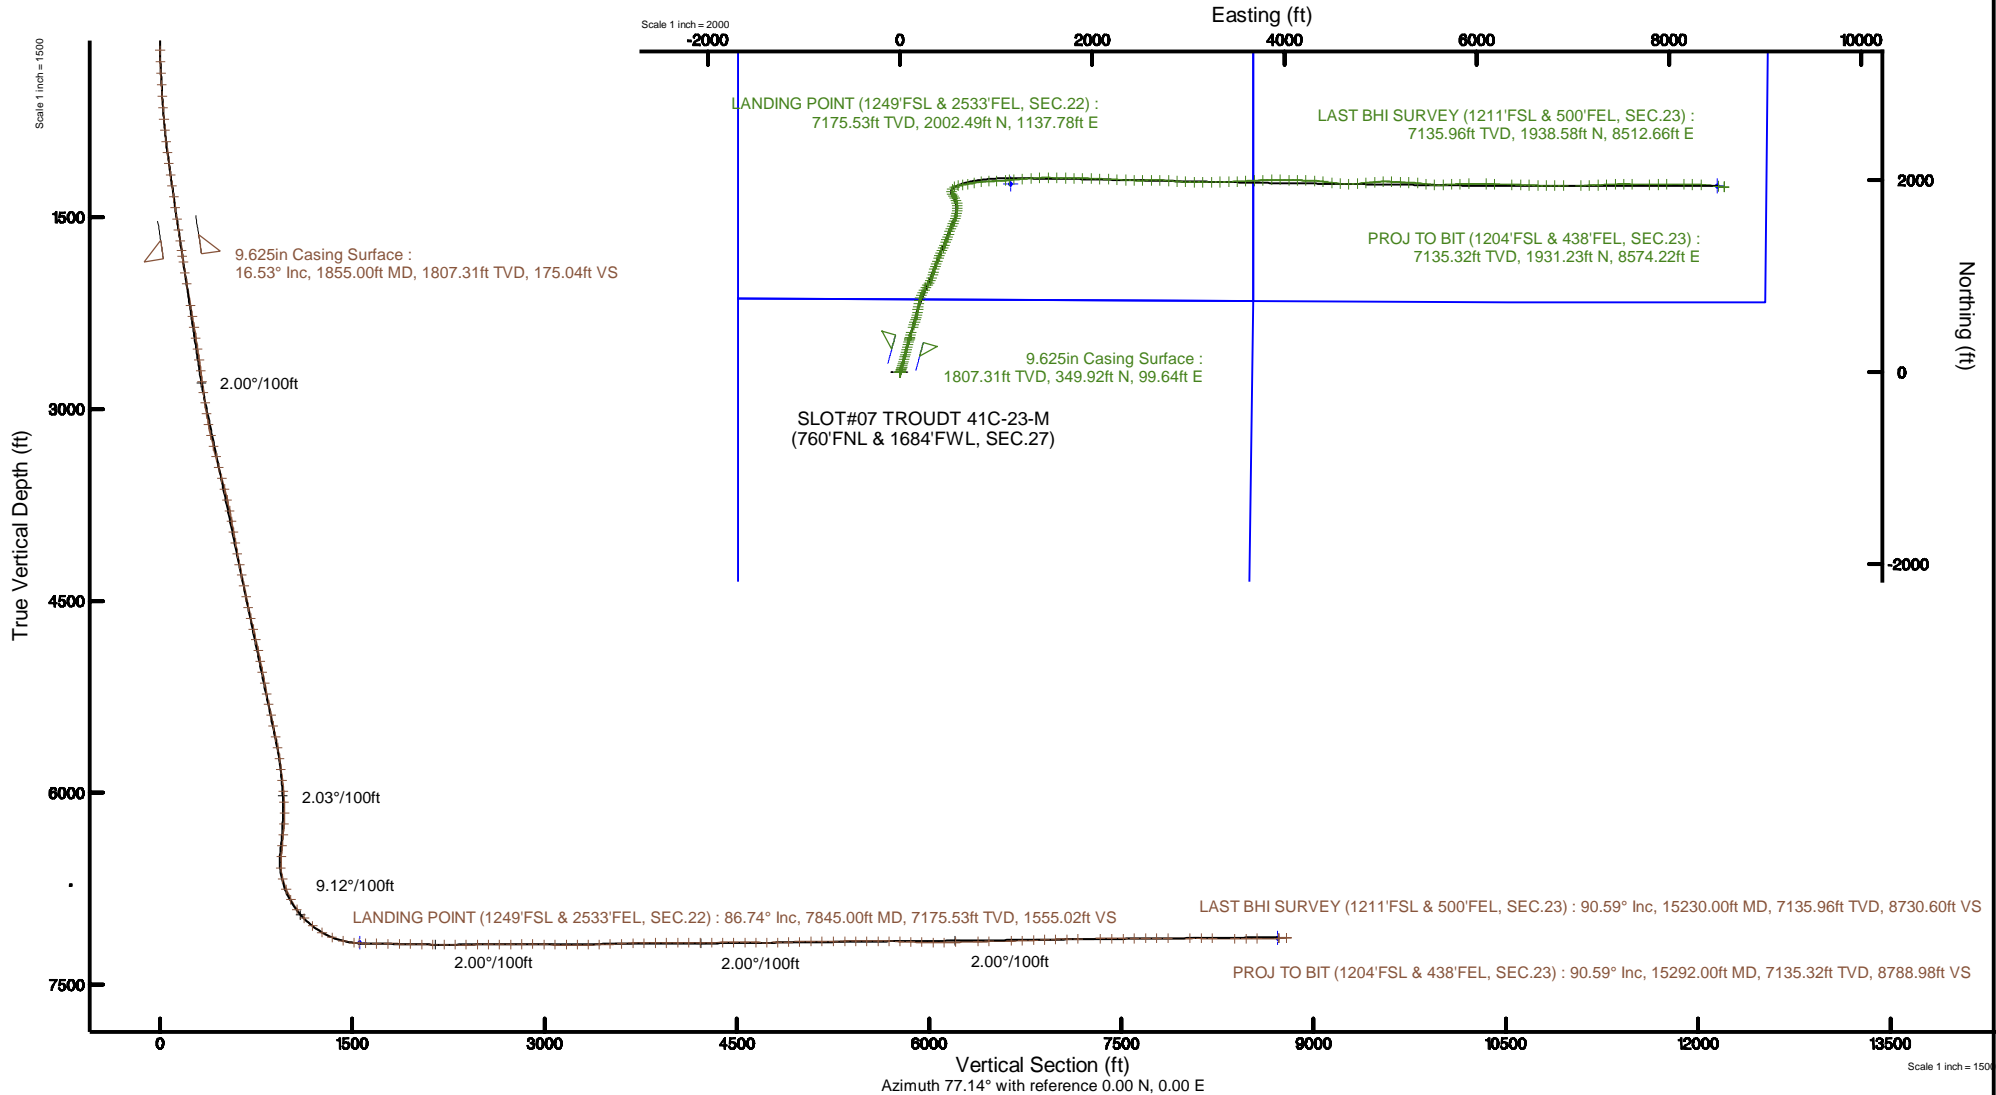 Scale 1 inch = 2000
Easting (ft)
-2000 0 2000 4000 6000 8000 10000
Scale 1 inch = 1500
LANDING POINT (1249'FSL & 2533'FEL, SEC.22) :
7175.53ft TVD, 2002.49ft N, 1137.78ft E
LAST BHI SURVEY (1211'FSL & 500'FEL, SEC.23) :
7135.96ft TVD, 1938.58ft N, 8512.66ft E
2000
1500
9.625in Casing Surface :
16.53° Inc, 1855.00ft MD, 1807.31ft TVD, 175.04ft VS
PROJ TO BIT (1204'FSL & 438'FEL, SEC.23) :
7135.32ft TVD, 1931.23ft N, 8574.22ft E
Northing (ft)
9.625in Casing Surface :
1807.31ft TVD, 349.92ft N, 99.64ft E
0
2.00°/100ft
3000
SLOT#07 TROUDT 41C-23-M
(760'FNL & 1684'FWL, SEC.27)
-2000
True Vertical Depth (ft)
4500
6000
2.03°/100ft
9.12°/100ft
LANDING POINT (1249'FSL & 2533'FEL, SEC.22) : 86.74° Inc, 7845.00ft MD, 7175.53ft TVD, 1555.02ft VS
LAST BHI SURVEY (1211'FSL & 500'FEL, SEC.23) : 90.59° Inc, 15230.00ft MD, 7135.96ft TVD, 8730.60ft VS
2.00°/100ft 2.00°/100ft 2.00°/100ft
PROJ TO BIT (1204'FSL & 438'FEL, SEC.23) : 90.59° Inc, 15292.00ft MD, 7135.32ft TVD, 8788.98ft VS
7500
0 1500 3000 4500 6000 7500 9000 10500 12000 13500
Vertical Section (ft)
Azimuth 77.14° with reference 0.00 N, 0.00 E
Scale 1 inch = 1500